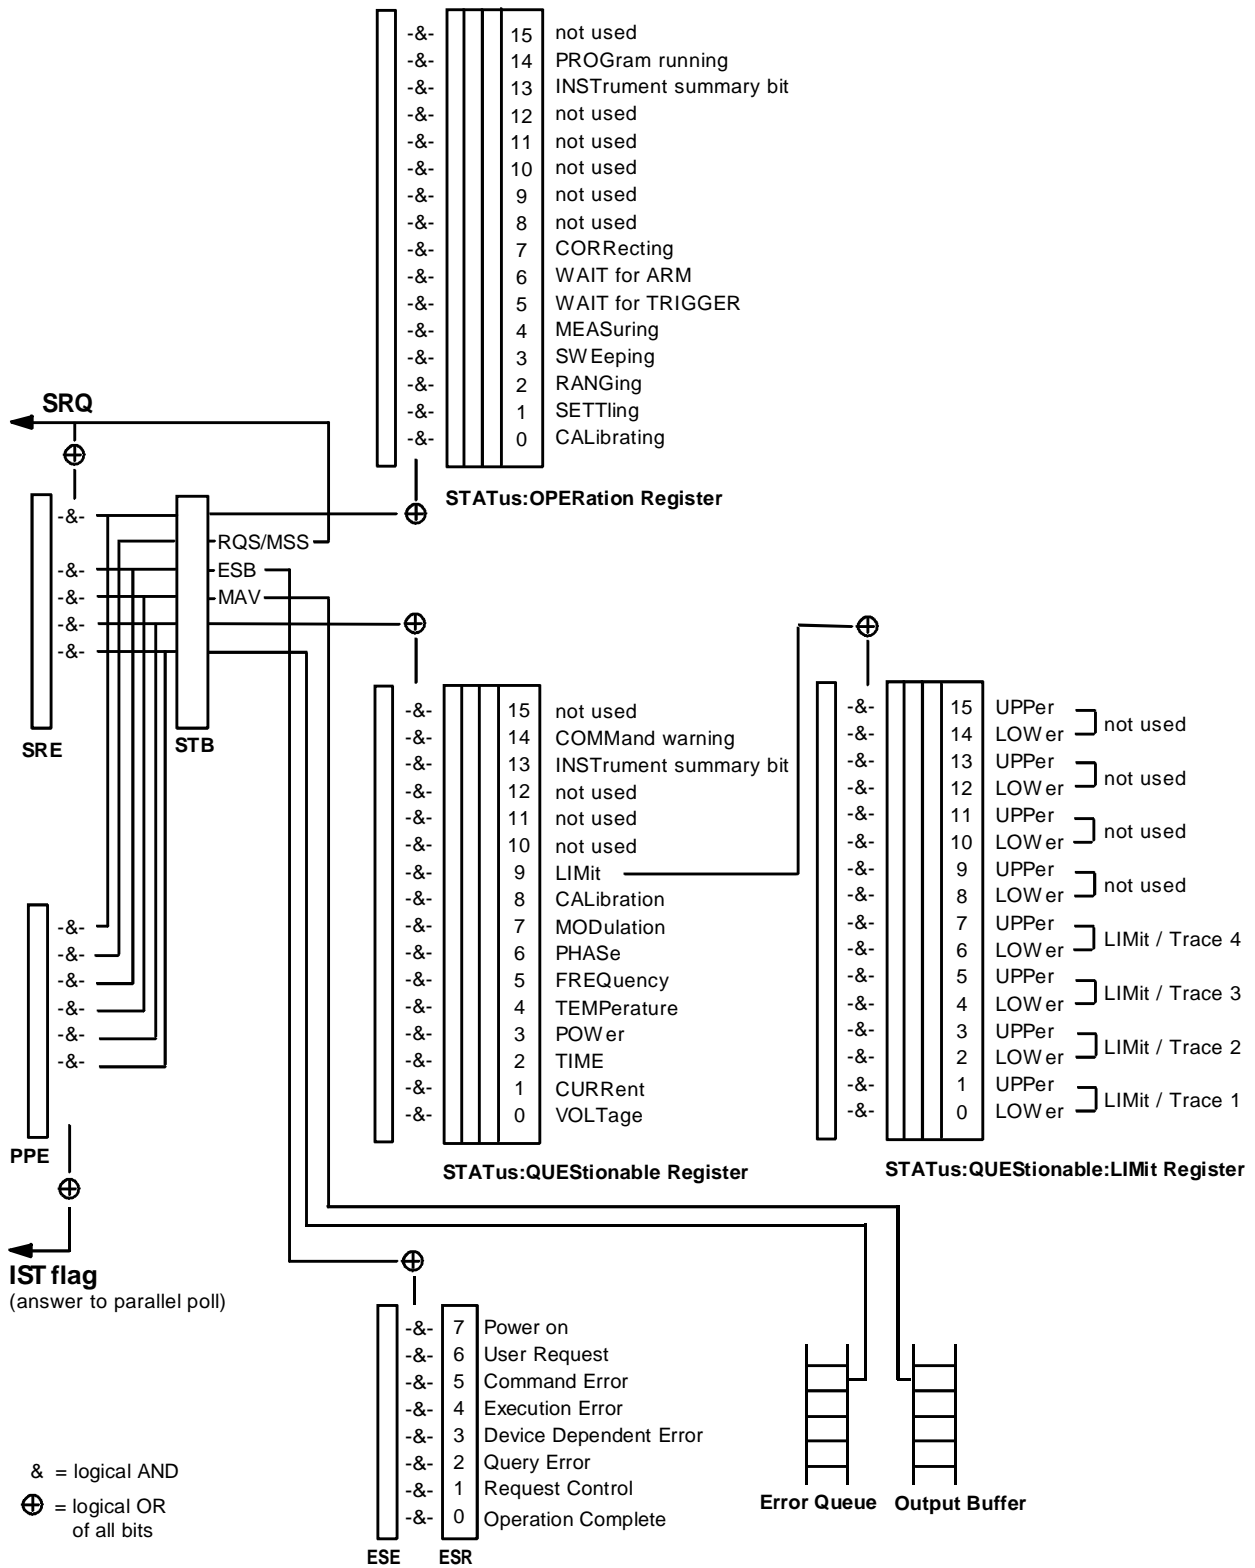 -&- 15 not used
-&- 14 PROGram running
-&- 13 INSTrument summary bit
-&- 12 not used
-&- 11 not used
-&- 10 not used
-&- 9 not used
-&- 8 not used
-&- 7 CORRecting
-&- 6 WAIT for ARM
-&- 5 WAIT for TRIGGER
-&- 4 MEASuring
-&- 3 SWEeping
-&- 2 RANGing
-&- 1 SETTling
-&- 0 CALibrating
STATus:OPERation Register
SRQ
-&-
-&-
-&-
-&-
-&-
RQS/MSS
ESB
MAV
SRE
STB
-&- 15 not used
-&- 14 COMMand warning
-&- 13 INSTrument summary bit
-&- 12 not used
-&- 11 not used
-&- 10 not used
-&- 9 LIMit
-&- 8 CALibration
-&- 7 MODulation
-&- 6 PHASe
-&- 5 FREQuency
-&- 4 TEMPerature
-&- 3 POWer
-&- 2 TIME
-&- 1 CURRent
-&- 0 VOLTage
STATus:QUEStionable Register
-&- 15 UPPer
-&- 14 LOWer
not used
-&- 13 UPPer
-&- 12 LOWer
not used
-&- 11 UPPer
-&- 10 LOWer
not used
-&- 9 UPPer
-&- 8 LOWer
not used
-&- 7 UPPer
-&- 6 LOWer
LIMit / Trace 4
-&- 5 UPPer
-&- 4 LOWer
LIMit / Trace 3
-&- 3 UPPer
-&- 2 LOWer
LIMit / Trace 2
-&- 1 UPPer
-&- 0 LOWer
LIMit / Trace 1
STATus:QUEStionable:LIMit Register
-&-
-&-
-&-
-&-
-&-
-&-
PPE
IST flag
(answer to parallel poll)
-&- 7 Power on
-&- 6 User Request
-&- 5 Command Error
-&- 4 Execution Error
-&- 3 Device Dependent Error
-&- 2 Query Error
-&- 1 Request Control
-&- 0 Operation Complete
ESE
ESR
Error Queue
Output Buffer
& = logical AND
⊕ = logical OR
of all bits